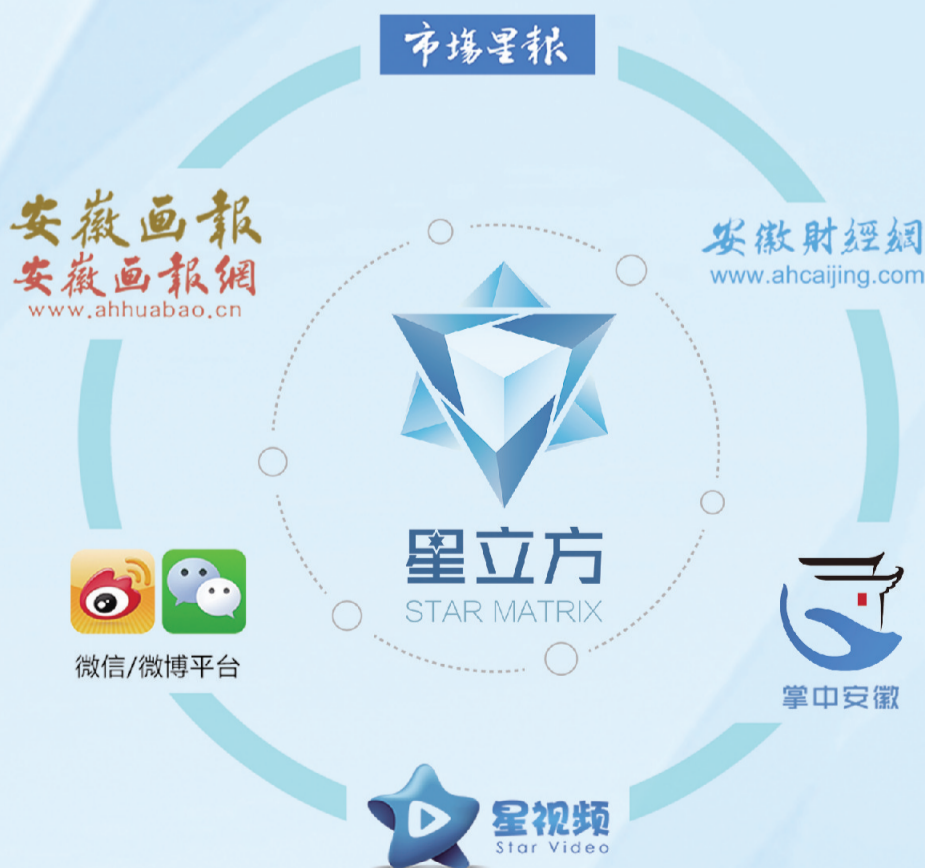 市場星報
安徽画報
安徽画報網
www.ahhuabao.cn
安徽財經網
www.ahcaijing.com
星立方
STAR MATRIX
微信/微博平台
掌中安徽
星视频
Star Video